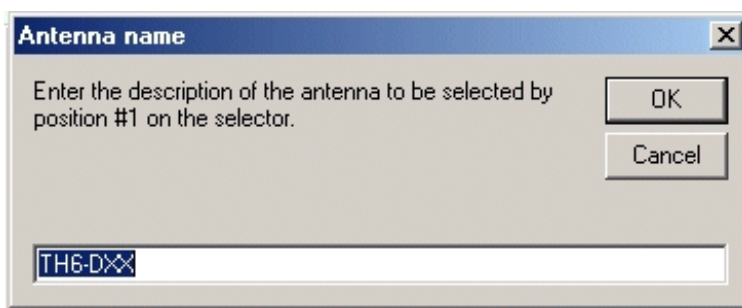 Antenna name
Enter the description of the antenna to be selected by
position #1 on the selector.
OK
Cancel
TH6-DXX